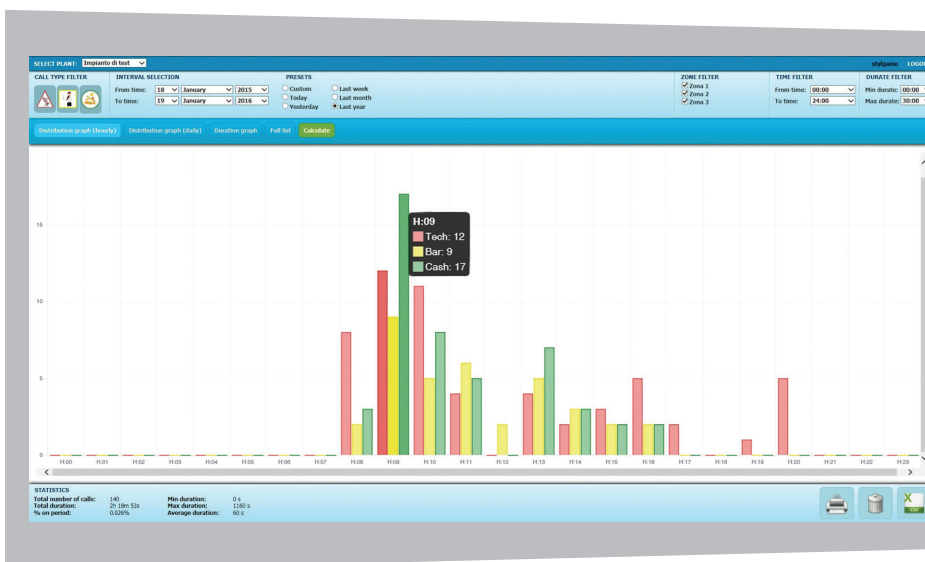 SELECT PLANT: Impianto di test stylgame LOGOU
CALL TYPE FILTER INTERVAL SELECTION PRESETS ZONE FILTER TIME FILTER DURATE FILTER
From time: 18 January 2015 Custom Last week Zona 1 From time: 00:00 Min durate: 00:00
To time: 19 January 2016 Today Last month Zona 2 To time: 24:00 Max durate: 30:00
Yesterday Last year Zona 3
Distribution graph (hourly) Distribution graph (daily) Duration graph Full list Calculate
15
10
5
0
H:09
Tech: 12
Bar: 9
Cash: 17
H:00 H:01 H:02 H:03 H:04 H:05 H:06 H:07 H:08 H:09 H:10 H:11 H:12 H:13 H:14 H:15 H:16 H:17 H:18 H:19 H:20 H:21 H:22 H:23
STATISTICS
Total number of calls: 140 Min duration: 0 s
Total duration: 2h 18m 53s Max duration: 1160 s
% on period: 0.026% Average duration: 60 s
X
CSV